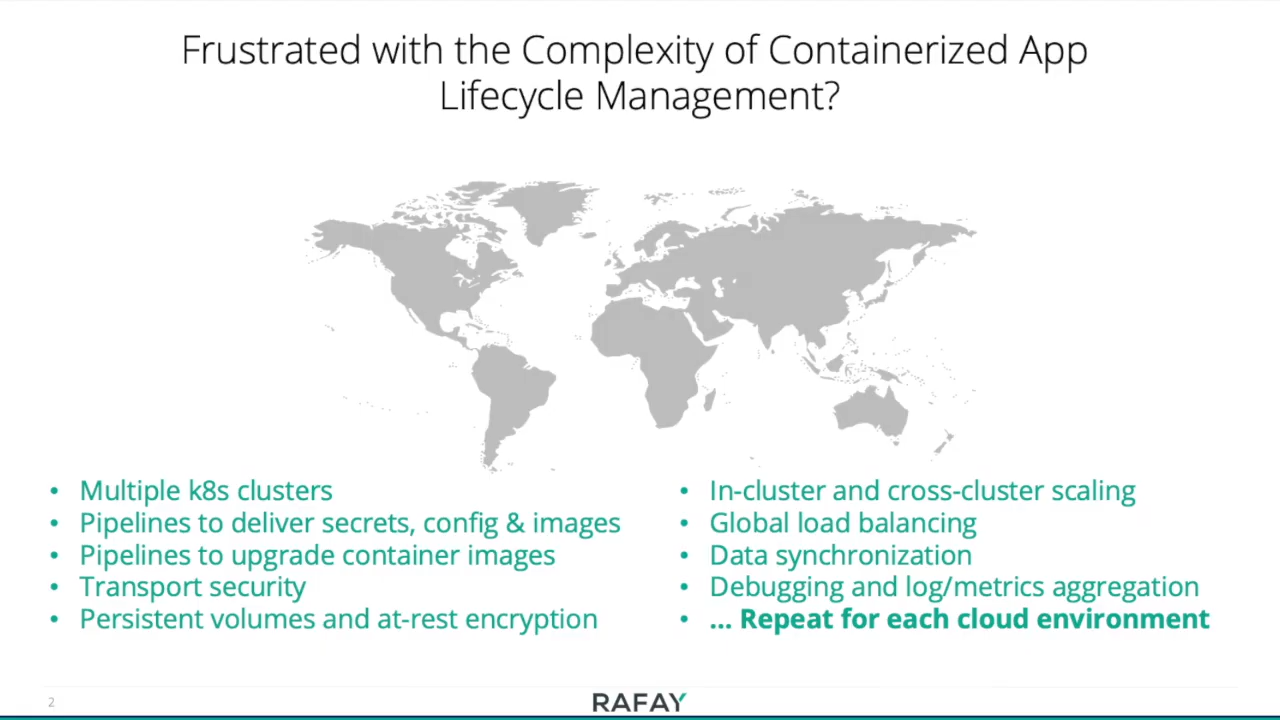 Frustrated with the Complexity of Containerized App
Lifecycle Management?
• Multiple k8s clusters
• Pipelines to deliver secrets, config & images
• Pipelines to upgrade container images
• Transport security
• Persistent volumes and at-rest encryption
• In-cluster and cross-cluster scaling
• Global load balancing
• Data synchronization
• Debugging and log/metrics aggregation
• ... Repeat for each cloud environment
2
RAFAY